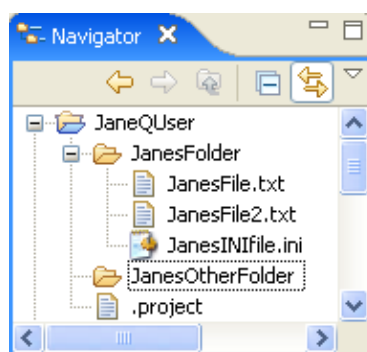 Navigator
JaneQUser
JanesFolder
JanesFile.txt
JanesFile2.txt
JanesINIfile.ini
JanesOtherFolder
.project